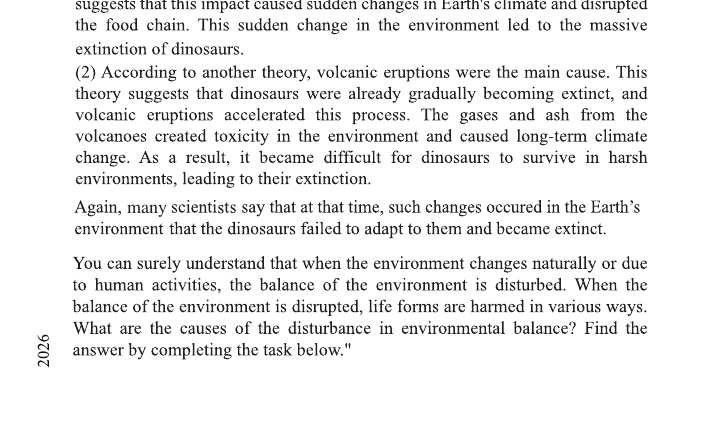 suggests that this impact caused sudden changes in Earth's climate and disrupted
the food chain. This sudden change in the environment led to the massive
extinction of dinosaurs.
(2) According to another theory, volcanic eruptions were the main cause. This
theory suggests that dinosaurs were already gradually becoming extinct, and
volcanic eruptions accelerated this process. The gases and ash from the
volcanoes created toxicity in the environment and caused long-term climate
change. As a result, it became difficult for dinosaurs to survive in harsh
environments, leading to their extinction.
Again, many scientists say that at that time, such changes occured in the Earth’s
environment that the dinosaurs failed to adapt to them and became extinct.
You can surely understand that when the environment changes naturally or due
to human activities, the balance of the environment is disturbed. When the
balance of the environment is disrupted, life forms are harmed in various ways.
What are the causes of the disturbance in environmental balance? Find the
answer by completing the task below."
2026